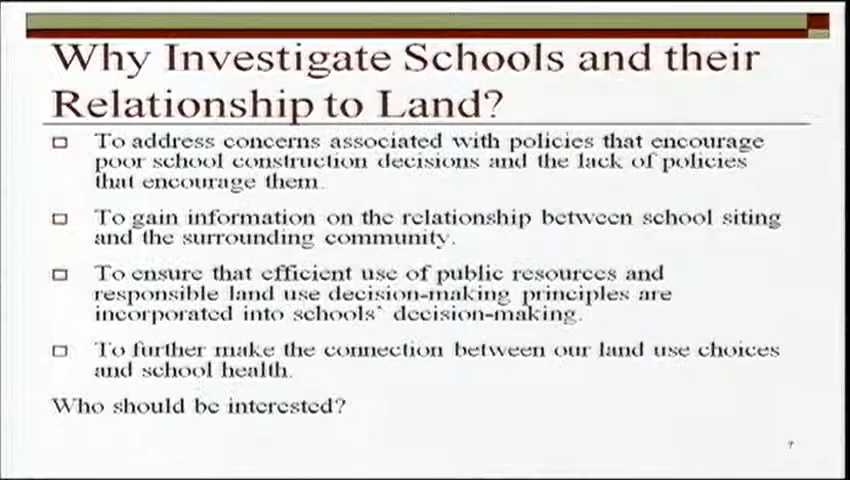 Why Investigate Schools and their
Relationship to Land?
To address concerns associated with policies that encourage
poor school construction decisions and the lack of policies
that encourage them.
To gain information on the relationship between school siting
and the surrounding community.
To ensure that efficient use of public resources and
responsible land use decision-making principles are
incorporated into schools' decision-making.
To further make the connection between our land use choices
and school health.
Who should be interested?
7